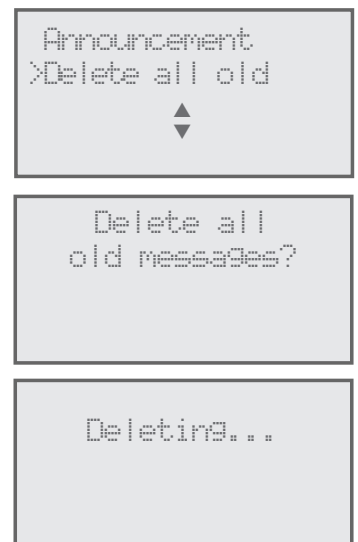 Announcement
>Delete all old
Delete all
old messages?
Deleting...